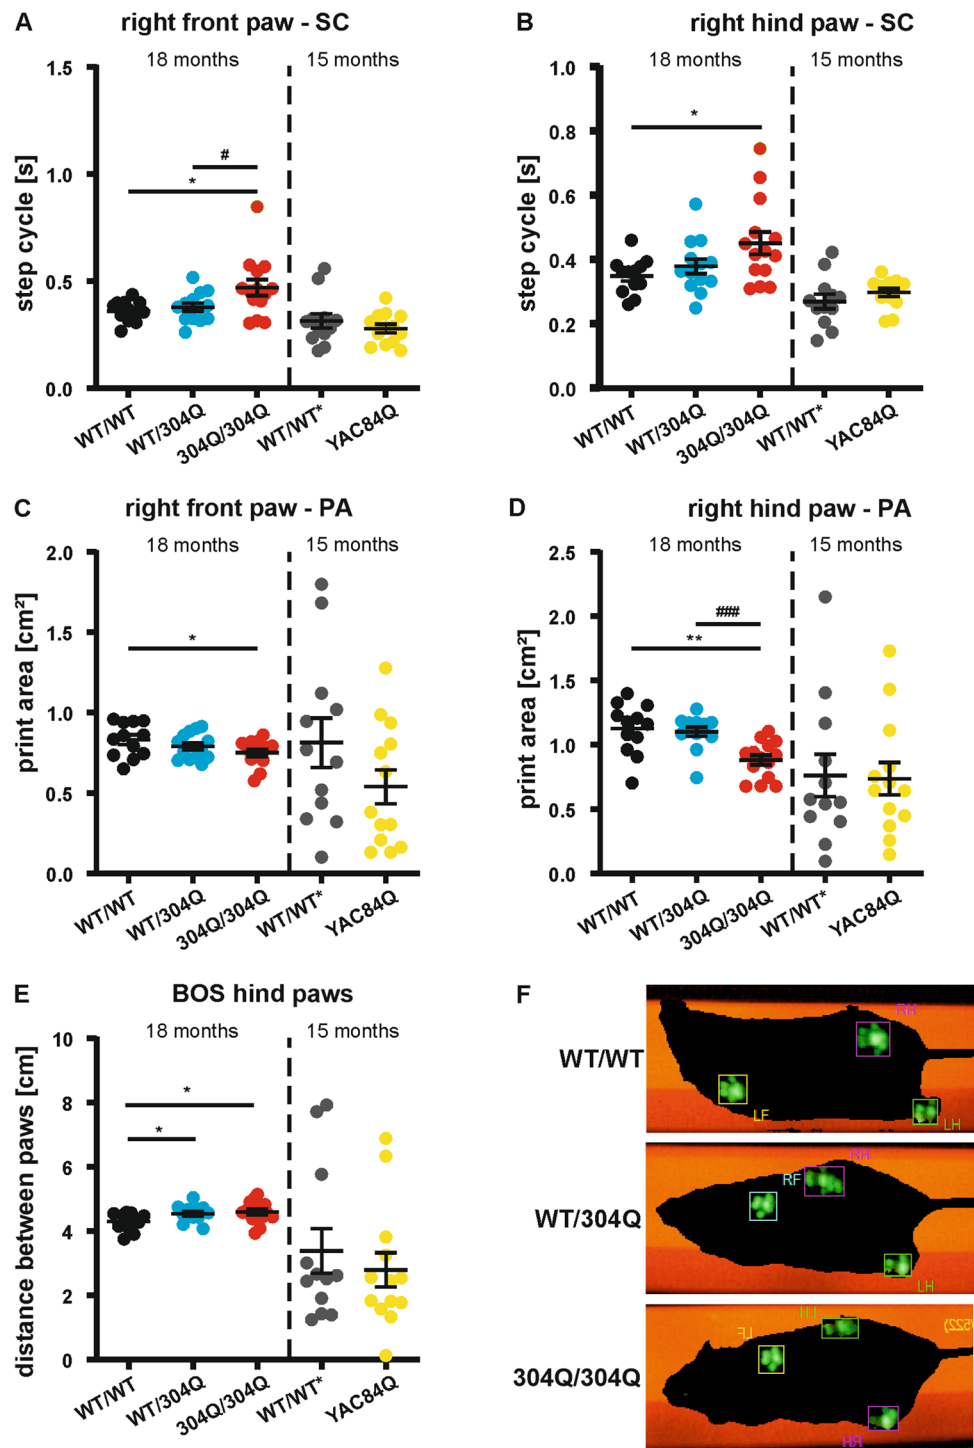 A right front paw - SC
18 months 15 months
1.5
1.0
0.5
0.0
step cycle [s]
#
*
WT/WT WT/304Q 304Q/304Q WT/WT* YAC84Q
B right hind paw - SC
18 months 15 months
1.0
0.8
0.6
0.4
0.2
0.0
step cycle [s]
*
WT/WT WT/304Q 304Q/304Q WT/WT* YAC84Q
C right front paw - PA
18 months 15 months
2.0
1.5
1.0
0.5
0.0
print area [cm²]
*
WT/WT WT/304Q 304Q/304Q WT/WT* YAC84Q
D right hind paw - PA
18 months 15 months
2.5
2.0
1.5
1.0
0.5
0.0
print area [cm²]
###
**
WT/WT WT/304Q 304Q/304Q WT/WT* YAC84Q
E BOS hind paws
18 months 15 months
10
8
6
4
2
0
distance between paws [cm]
*
*
WT/WT WT/304Q 304Q/304Q WT/WT* YAC84Q
F
WT/WT
RH
LF
LH
WT/304Q
RH
RF
LH
304Q/304Q
LH
LF
RH